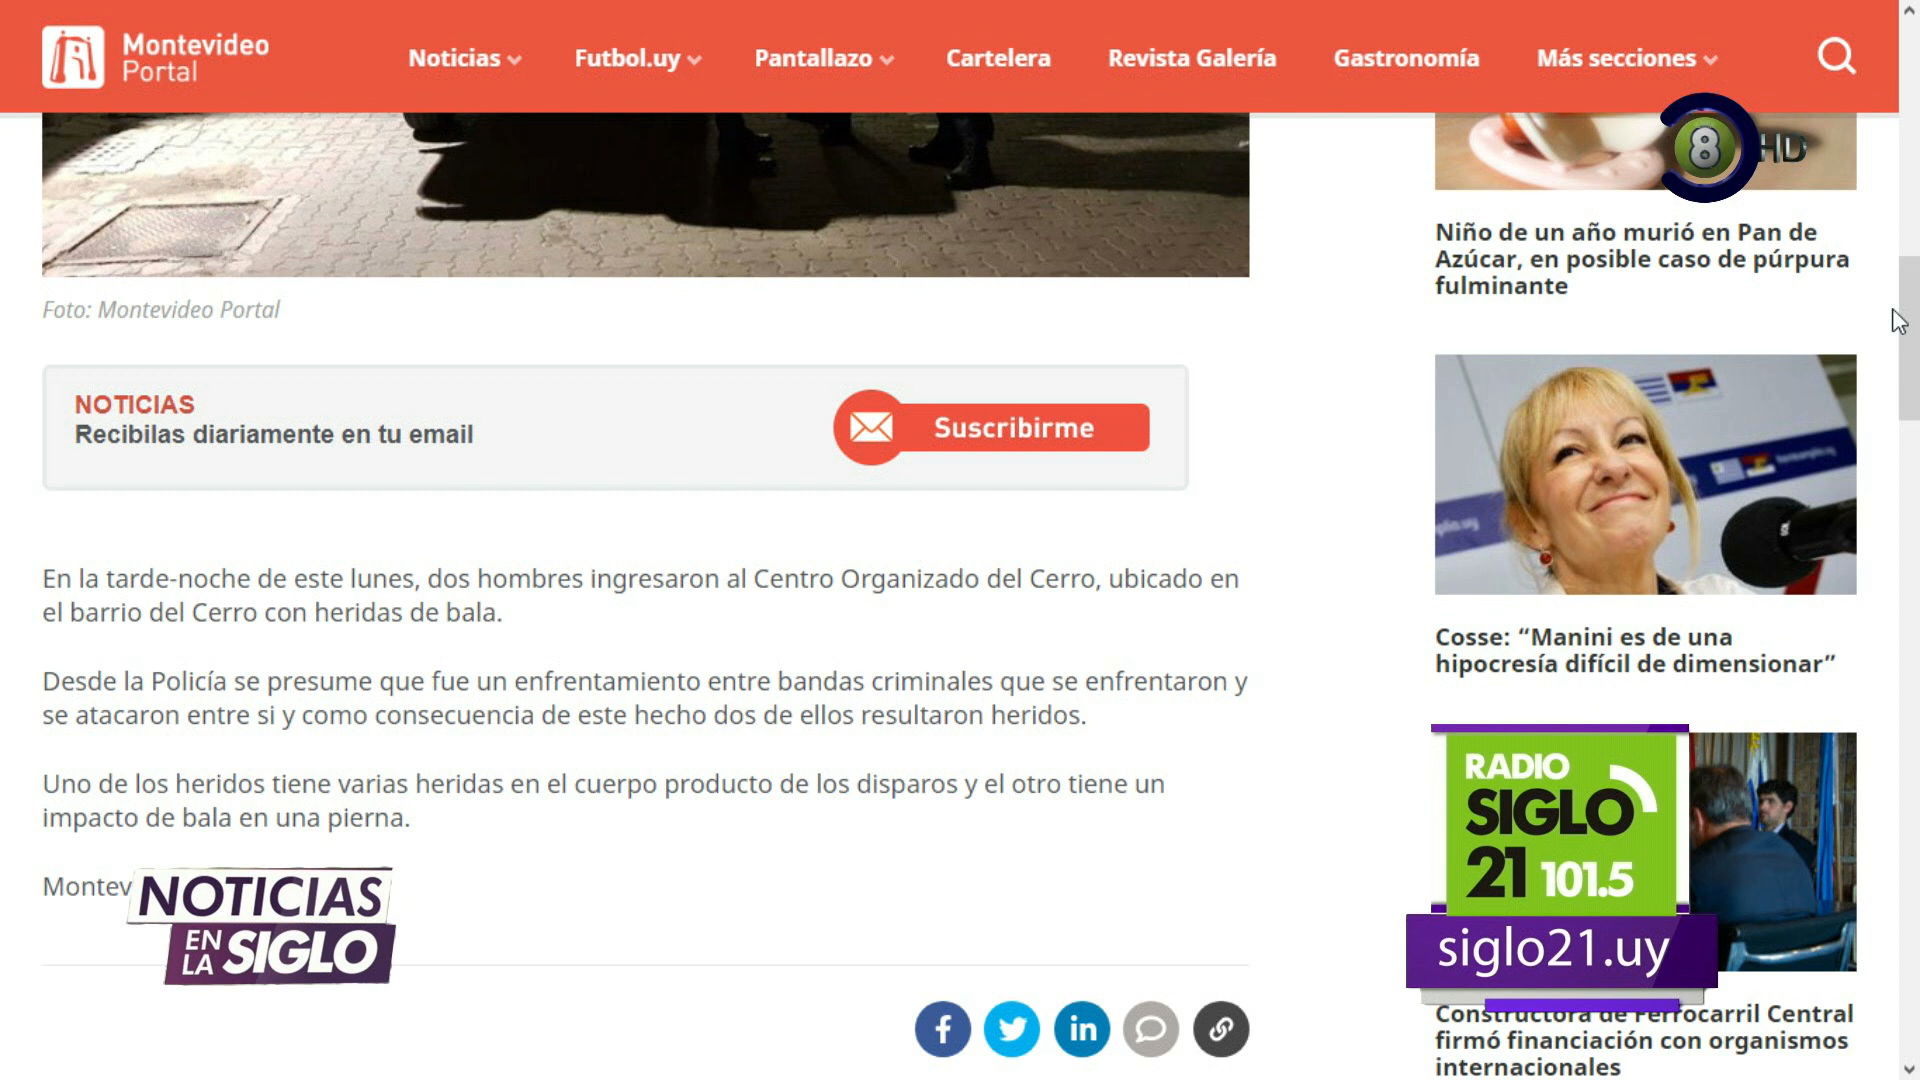 Montevideo
Portal
Noticias
Futbol.uy
Pantallazo
Cartelera
Revista Galería
Gastronomía
Más secciones
8 HD
Foto: Montevideo Portal
NOTICIAS
Recibilas diariamente en tu email
Suscribirme
En la tarde-noche de este lunes, dos hombres ingresaron al Centro Organizado del Cerro, ubicado en
el barrio del Cerro con heridas de bala.
Desde la Policía se presume que fue un enfrentamiento entre bandas criminales que se enfrentaron y
se atacaron entre si y como consecuencia de este hecho dos de ellos resultaron heridos.
Uno de los heridos tiene varias heridas en el cuerpo producto de los disparos y el otro tiene un
impacto de bala en una pierna.
Montev
NOTICIAS
EN LA SIGLO
Niño de un año murió en Pan de
Azúcar, en posible caso de púrpura
fulminante
Cosse: “Manini es de una
hipocresía difícil de dimensionar”
RADIO
SIGLO
21 101.5
siglo21.uy
Constructora de Ferrocarril Central
firmó financiación con organismos
internacionales